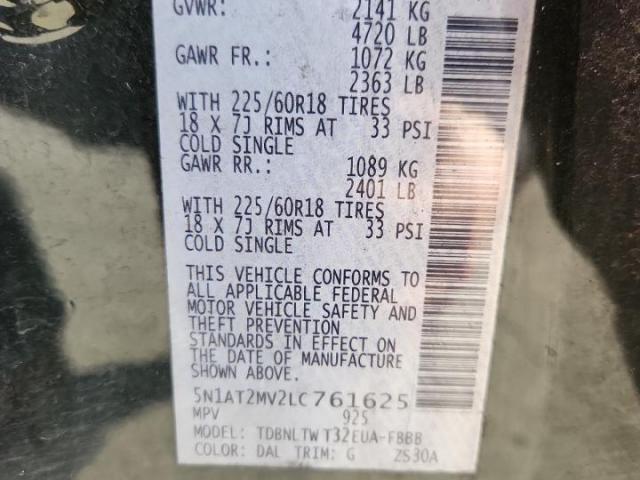 GVWR: 2141 KG
4720 LB
GAWR FR.: 1072 KG
2363 LB
WITH 225/60R18 TIRES
18 X 7J RIMS AT 33 PSI
COLD SINGLE
GAWR RR.: 1089 KG
2401 LB
WITH 225/60R18 TIRES
18 X 7J RIMS AT 33 PSI
COLD SINGLE
THIS VEHICLE CONFORMS TO
ALL APPLICABLE FEDERAL
MOTOR VEHICLE SAFETY AND
THEFT PREVENTION
STANDARDS IN EFFECT ON
THE DATE OF MANUFACTURE
SHOWN ABOVE.
5N1AT2MV2LC761625
MPV 925
MODEL: TDBNLTW T32EUA-FBBB
COLOR: DAL TRIM: G ZS30A